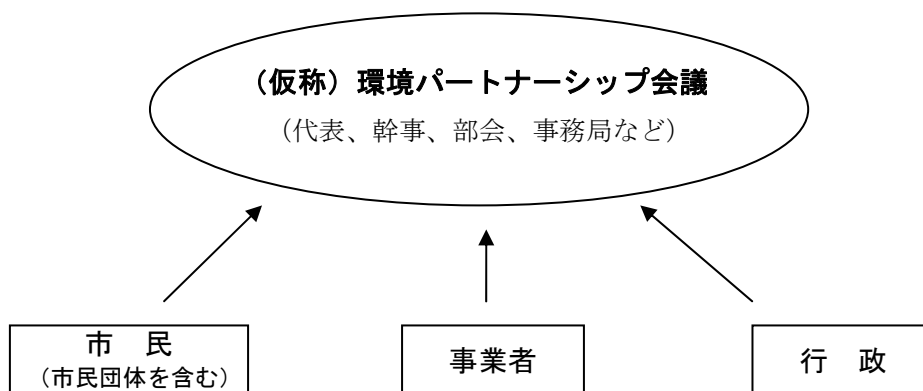 （仮称）環境パートナーシップ会議
（代表、幹事、部会、事務局など）
市　民
（市民団体を含む）
事業者
行　政